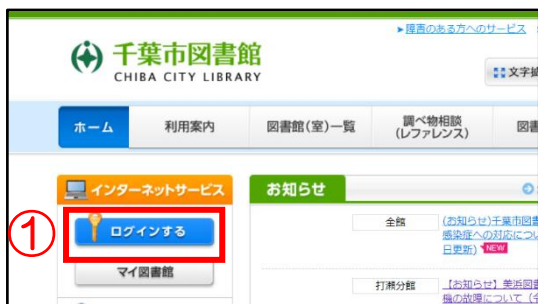 ▶障害のある方へのサービス
千葉市図書館
CHIBA CITY LIBRARY
文字拡
ホーム
利用案内
図書館(室)一覧
調べ物相談
(レファレンス)
図書
インターネットサービス
お知らせ
①
ログインする
全館
(お知らせ)千葉市図書
感染症への対応につい
日更新) NEW
マイ図書館
打瀬分館
【お知らせ】美浜図書
機の故障について(全